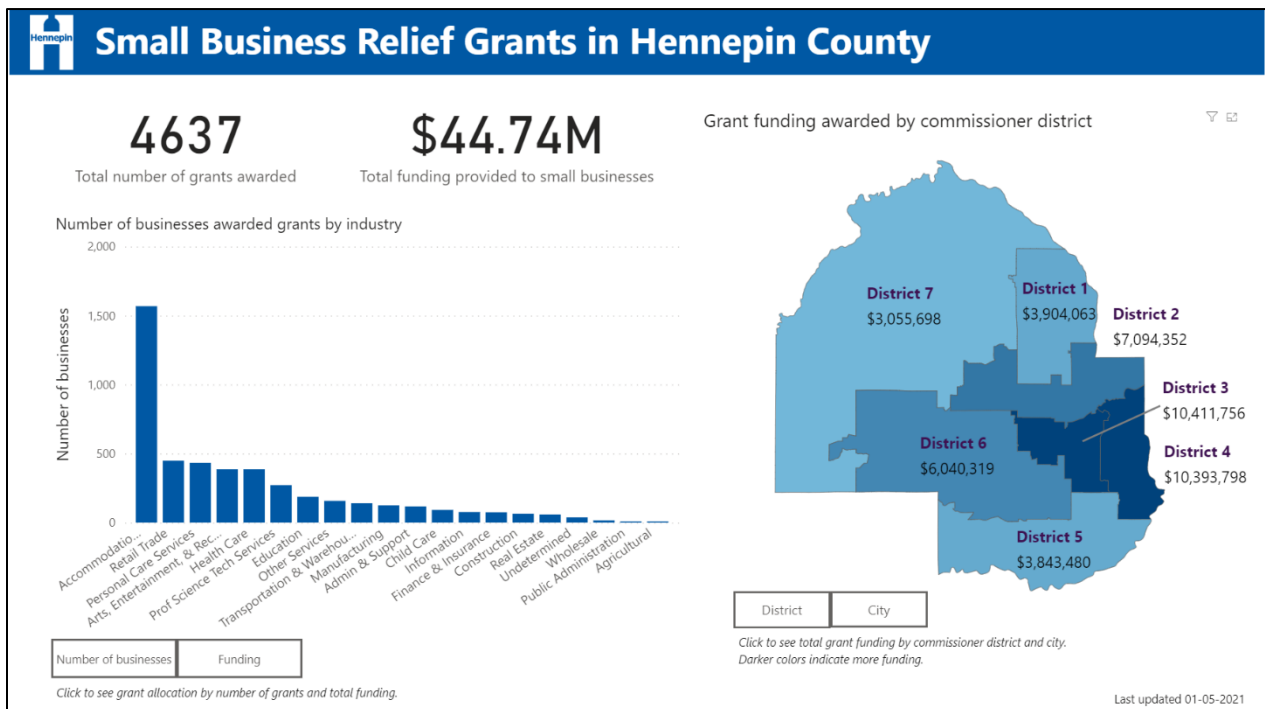 Hennepin
Small Business Relief Grants in Hennepin County
4637
Total number of grants awarded
$44.74M
Total funding provided to small businesses
Number of businesses awarded grants by industry
Number of businesses
2,000
1,500
1,000
500
0
Accommodatio...
Retail Trade
Personal Care Services
Arts, Entertainment, & Rec...
Health Care
Prof Science Tech Services
Education
Other Services
Transportation & Warehou...
Manufacturing
Admin & Support
Child Care
Information
Finance & Insurance
Construction
Real Estate
Undetermined
Wholesale
Public Administration
Agricultural
Number of businesses
Funding
Click to see grant allocation by number of grants and total funding.
Grant funding awarded by commissioner district
District 7
$3,055,698
District 1
$3,904,063
District 2
$7,094,352
District 3
$10,411,756
District 6
$6,040,319
District 4
$10,393,798
District 5
$3,843,480
District
City
Click to see total grant funding by commissioner district and city.
Darker colors indicate more funding.
Last updated 01-05-2021